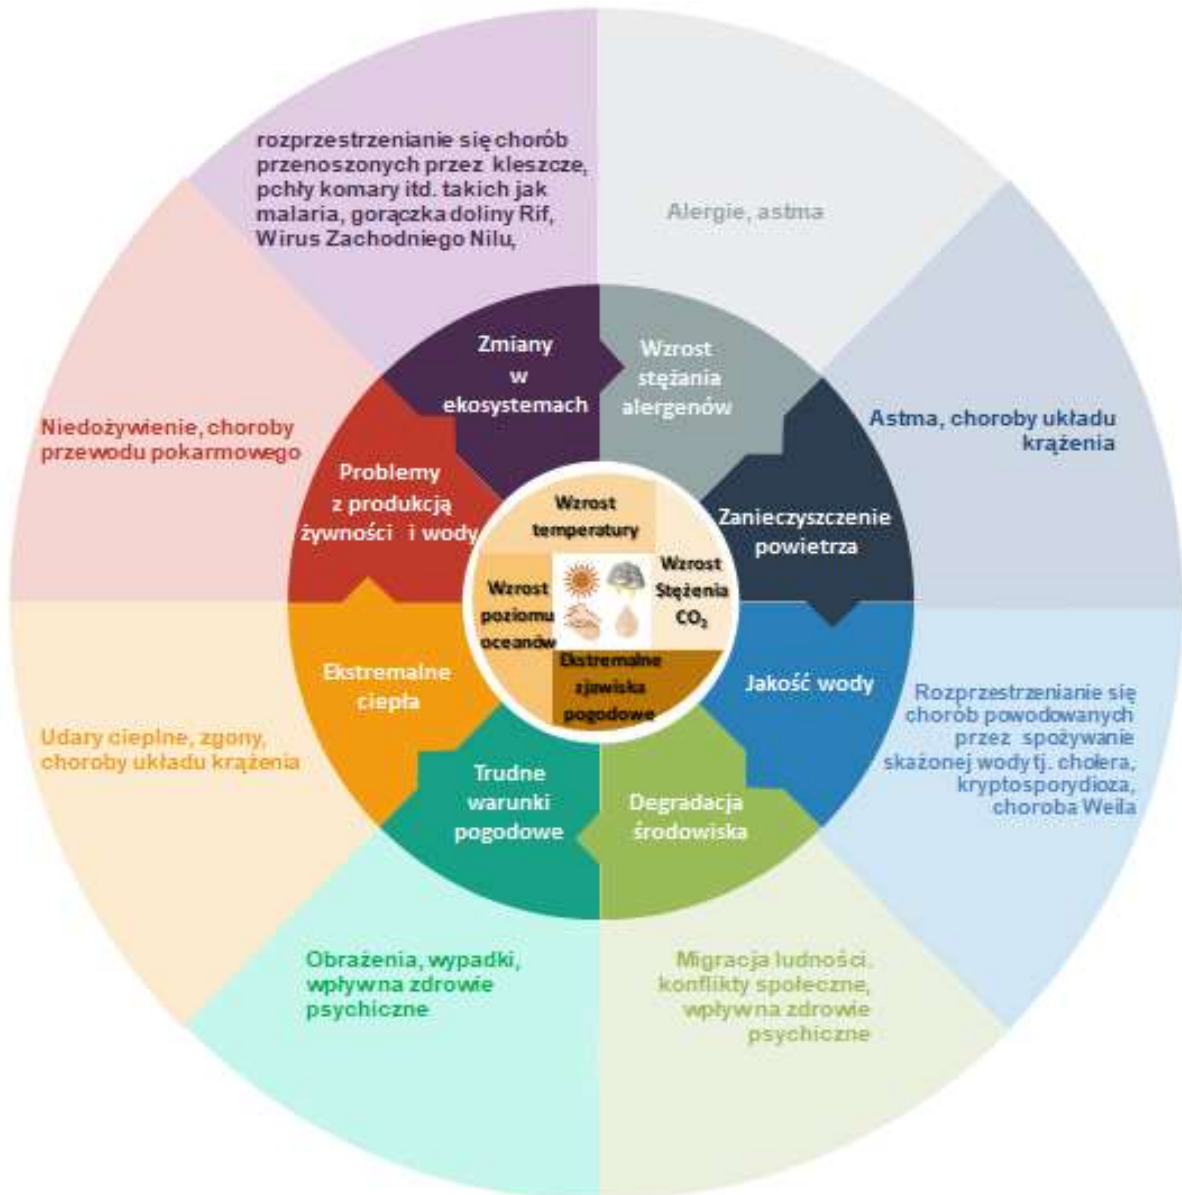 rozprzestrzenianie się chorób
przenoszonych przez kleszcze,
pchły komary itd. takich jak
malaria, gorączka doliny Rif,
Wirus Zachodniego Nilu,
Alergie, astma
Astma, choroby układu
krążenia
Rozprzestrzenianie się
chorób powodowanych
przez spożywanie
skażonej wody tj. cholera,
kryptosporydioza,
choroba Weila
Migracja ludności.
konflikty społeczne,
wpływ na zdrowie
psychiczne
Obrażenia, wypadki,
wpływ na zdrowie
psychiczne
Udary cieplne, zgony,
choroby układu krążenia
Niedożywienie, choroby
przewodu pokarmowego
Zmiany
w
ekosystemach
Wzrost
stężania
alergenów
Zanieczyszczenie
powietrza
Jakość wody
Degradacja
środowiska
Trudne
warunki
pogodowe
Ekstremalne
ciepła
Problemy
z produkcją
żywności i wody
Wzrost
temperatury
Wzrost
Stężenia
CO₂
Ekstremalne
zjawiska
pogodowe
Wzrost
poziomu
oceanów